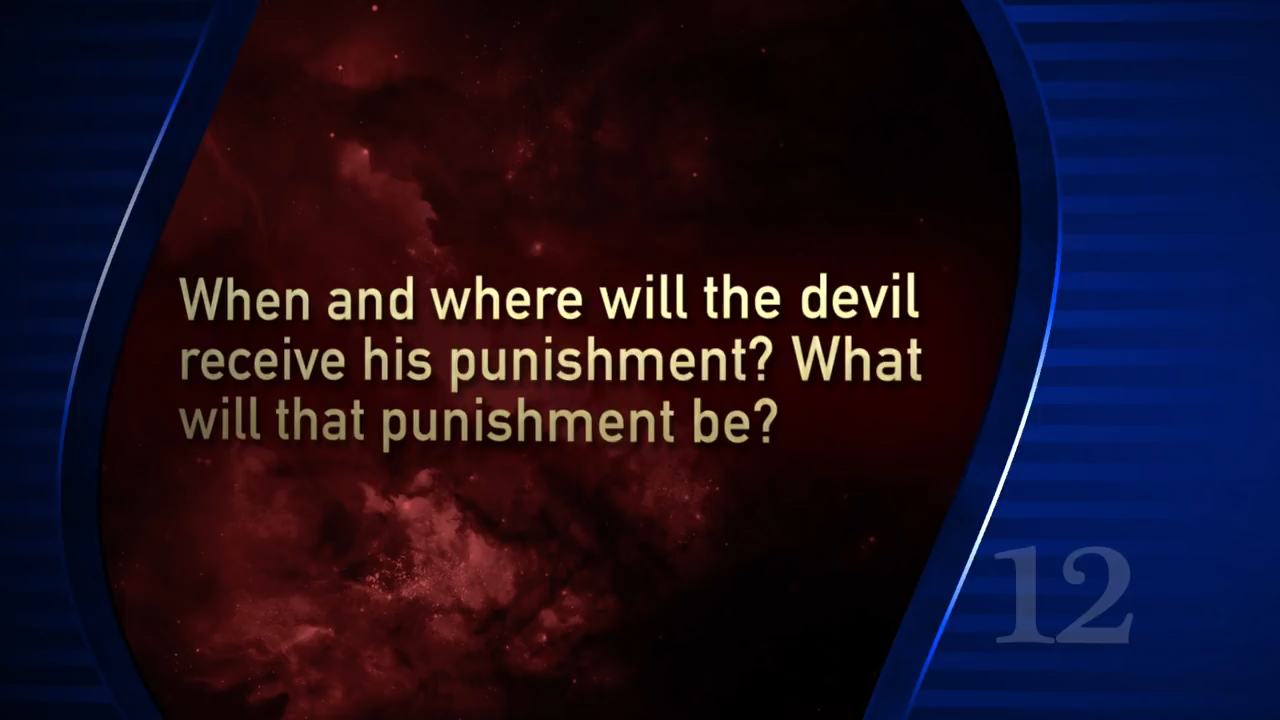 When and where will the devil
receive his punishment? What
will that punishment be?
12